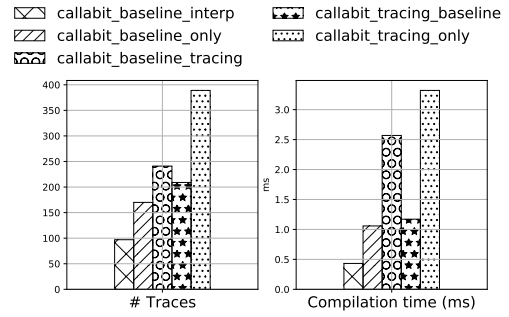 callabit_baseline_interp
callabit_baseline_only
callabit_baseline_tracing
callabit_tracing_baseline
callabit_tracing_only
400
350
300
250
200
150
100
50
0
# Traces
ms
3.0
2.5
2.0
1.5
1.0
0.5
0.0
Compilation time (ms)